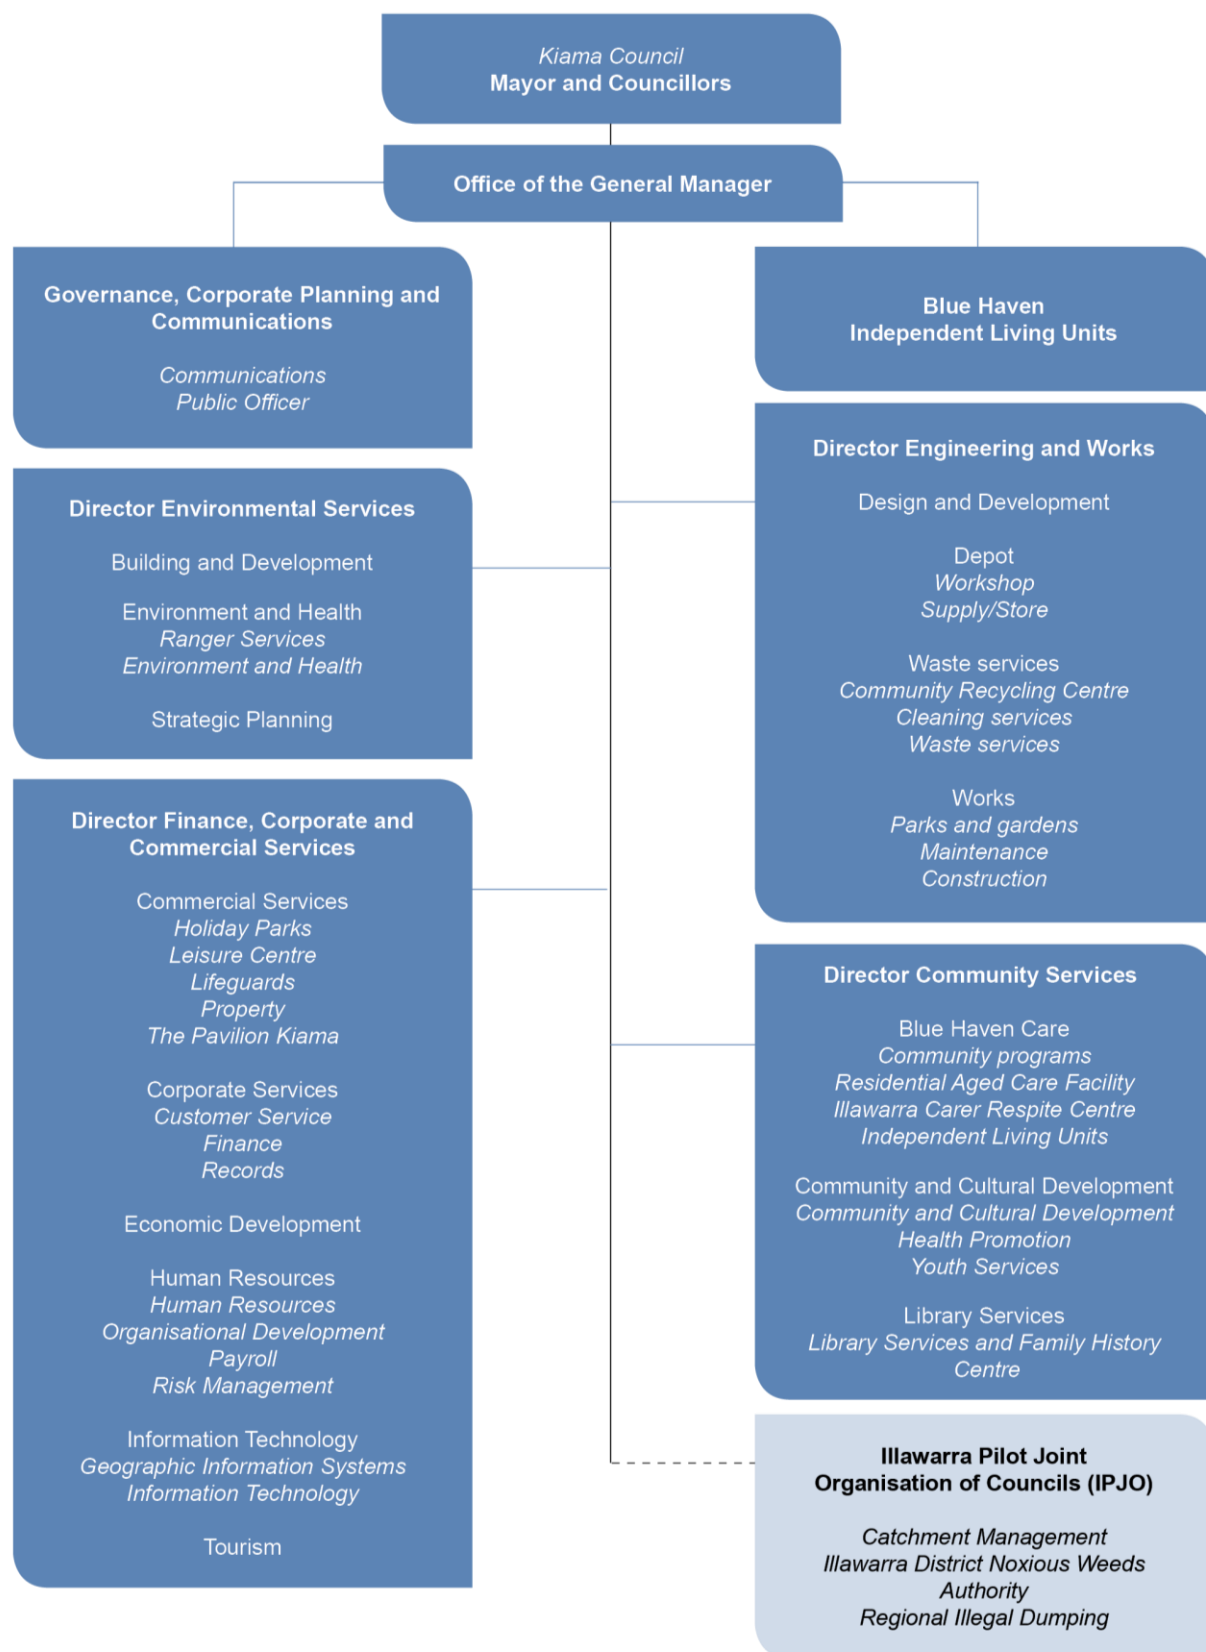 Kiama Council
Mayor and Councillors
Office of the General Manager
Governance, Corporate Planning and
Communications
Communications
Public Officer
Blue Haven
Independent Living Units
Director Environmental Services
Building and Development
Environment and Health
Ranger Services
Environment and Health
Strategic Planning
Director Engineering and Works
Design and Development
Depot
Workshop
Supply/Store
Waste services
Community Recycling Centre
Cleaning services
Waste services
Works
Parks and gardens
Maintenance
Construction
Director Finance, Corporate and
Commercial Services
Commercial Services
Holiday Parks
Leisure Centre
Lifeguards
Property
The Pavilion Kiama
Corporate Services
Customer Service
Finance
Records
Economic Development
Human Resources
Human Resources
Organisational Development
Payroll
Risk Management
Information Technology
Geographic Information Systems
Information Technology
Tourism
Director Community Services
Blue Haven Care
Community programs
Residential Aged Care Facility
Illawarra Carer Respite Centre
Independent Living Units
Community and Cultural Development
Community and Cultural Development
Health Promotion
Youth Services
Library Services
Library Services and Family History
Centre
Illawarra Pilot Joint
Organisation of Councils (IPJO)
Catchment Management
Illawarra District Noxious Weeds
Authority
Regional Illegal Dumping